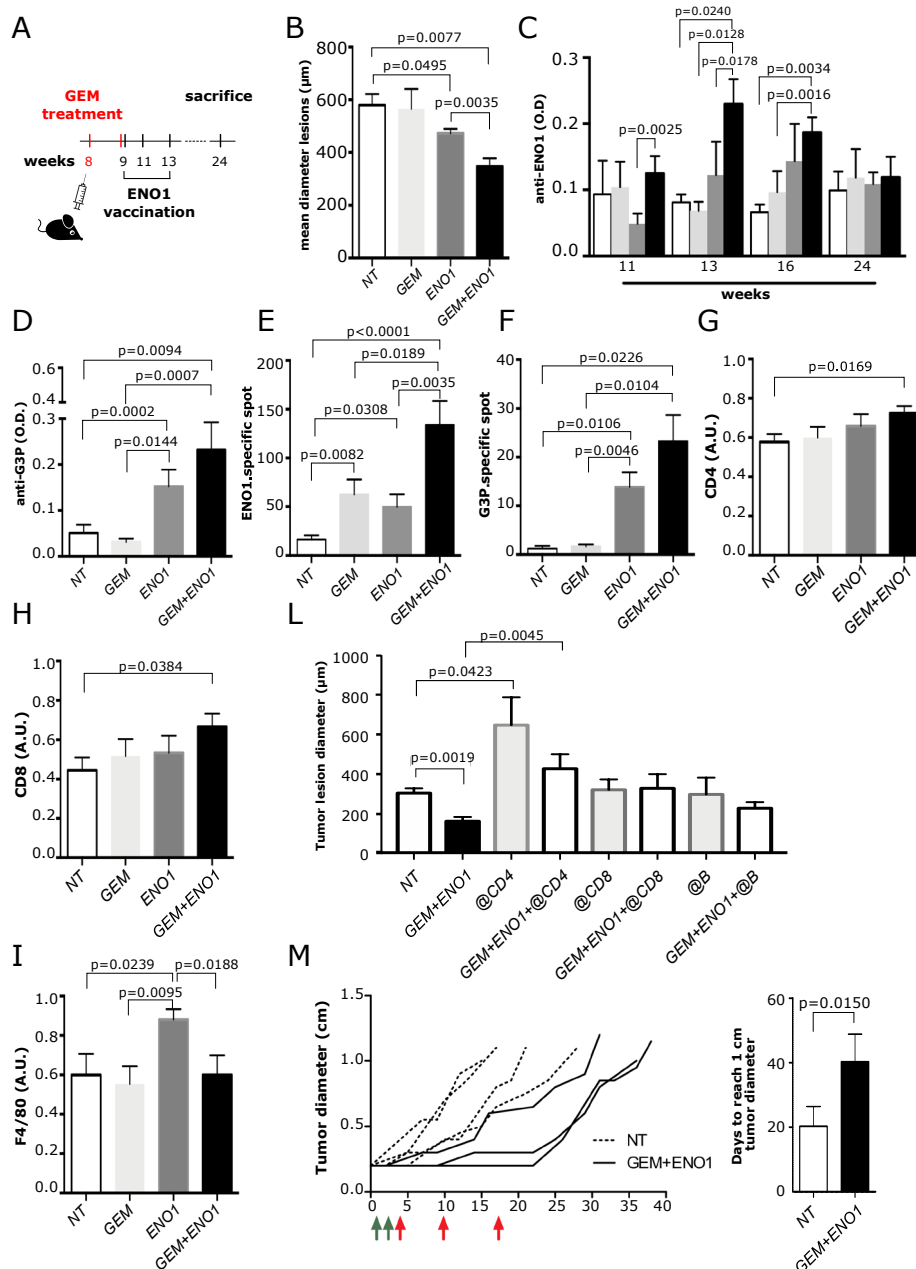 A
GEM
treatment
sacrifice
weeks
8
9
11
13
24
ENO1
vaccination
B
mean diameter lesions (µm)
800
600
400
200
0
p=0.0077
p=0.0495
p=0.0035
NT
GEM
ENO1
GEM+ENO1
C
anti-ENO1 (O.D)
0.3
0.2
0.1
0.0
p=0.0240
p=0.0128
p=0.0178
p=0.0034
p=0.0016
p=0.0025
11
13
16
24
weeks
D
anti-G3P (O.D.)
0.6
0.4
0.3
0.2
0.1
0.0
p=0.0094
p=0.0007
p=0.0002
p=0.0144
NT
GEM
ENO1
GEM+ENO1
E
ENO1.specific spot
200
150
100
50
0
p<0.0001
p=0.0189
p=0.0035
p=0.0308
p=0.0082
NT
GEM
ENO1
GEM+ENO1
F
G3P.specific spot
40
30
20
10
0
p=0.0226
p=0.0104
p=0.0106
p=0.0046
NT
GEM
ENO1
GEM+ENO1
G
CD4 (A.U.)
1.0
0.8
0.6
0.4
0.2
0.0
p=0.0169
NT
GEM
ENO1
GEM+ENO1
H
CD8 (A.U.)
1.0
0.8
0.6
0.4
0.2
0.0
p=0.0384
NT
GEM
ENO1
GEM+ENO1
L
Tumor lesion diameter (µm)
1000
800
600
400
200
0
p=0.0045
p=0.0423
p=0.0019
NT
GEM+ENO1
@CD4
GEM+ENO1+@CD4
@CD8
GEM+ENO1+@CD8
@B
GEM+ENO1+@B
I
F4/80 (A.U.)
1.0
0.8
0.6
0.4
0.2
0.0
p=0.0239
p=0.0188
p=0.0095
NT
GEM
ENO1
GEM+ENO1
M
Tumor diameter (cm)
1.5
1.0
0.5
0.0
NT
GEM+ENO1
0
5
10
15
20
25
30
35
40
Days to reach 1 cm
tumor diameter
60
40
20
0
p=0.0150
NT
GEM+ENO1